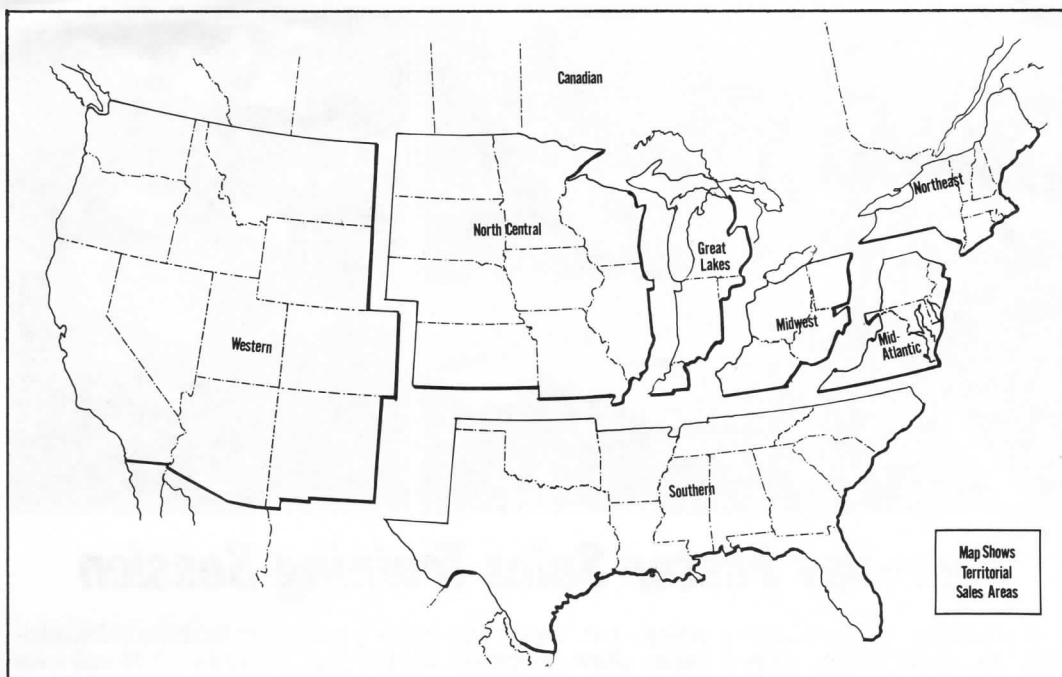 Canadian
Northeast
North Central
Great
Lakes
Midwest
Mid-
Atlantic
Western
Southern
Map Shows
Territorial
Sales Areas